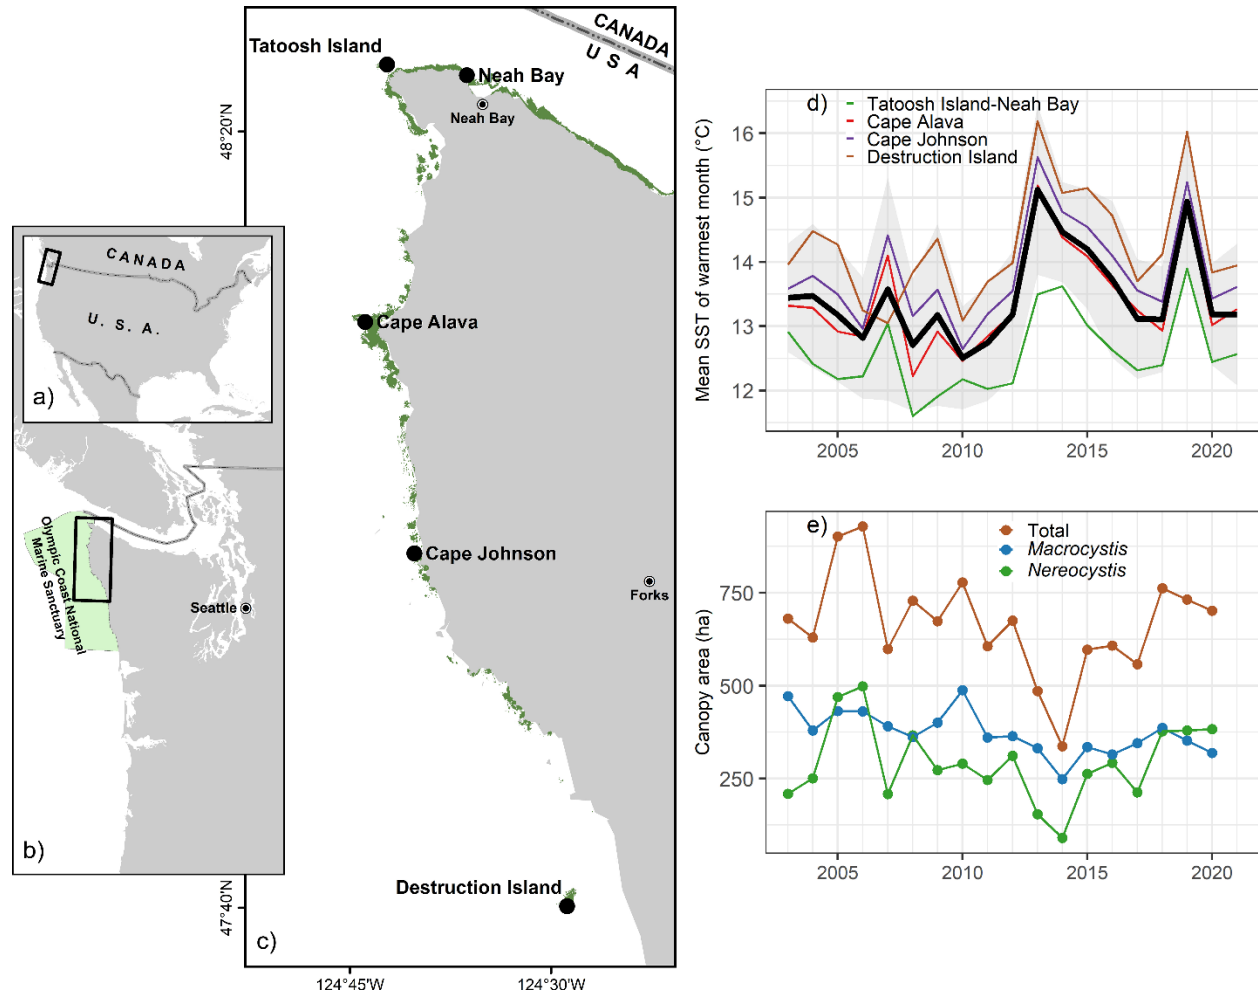 CANADA
U. S. A.
a)
Olympic Coast National
Marine Sanctuary
Seattle
b)
CANADA
U S A
Tatoosh Island
Neah Bay
Neah Bay
Cape Alava
Cape Johnson
Forks
Destruction Island
c)
48°20'N
47°40'N
124°45'W
124°30'W
d)
Tatoosh Island-Neah Bay
Cape Alava
Cape Johnson
Destruction Island
Mean SST of warmest month (°C)
16
15
14
13
12
2005
2010
2015
2020
e)
Total
Macrocystis
Nereocystis
Canopy area (ha)
750
500
250
2005
2010
2015
2020